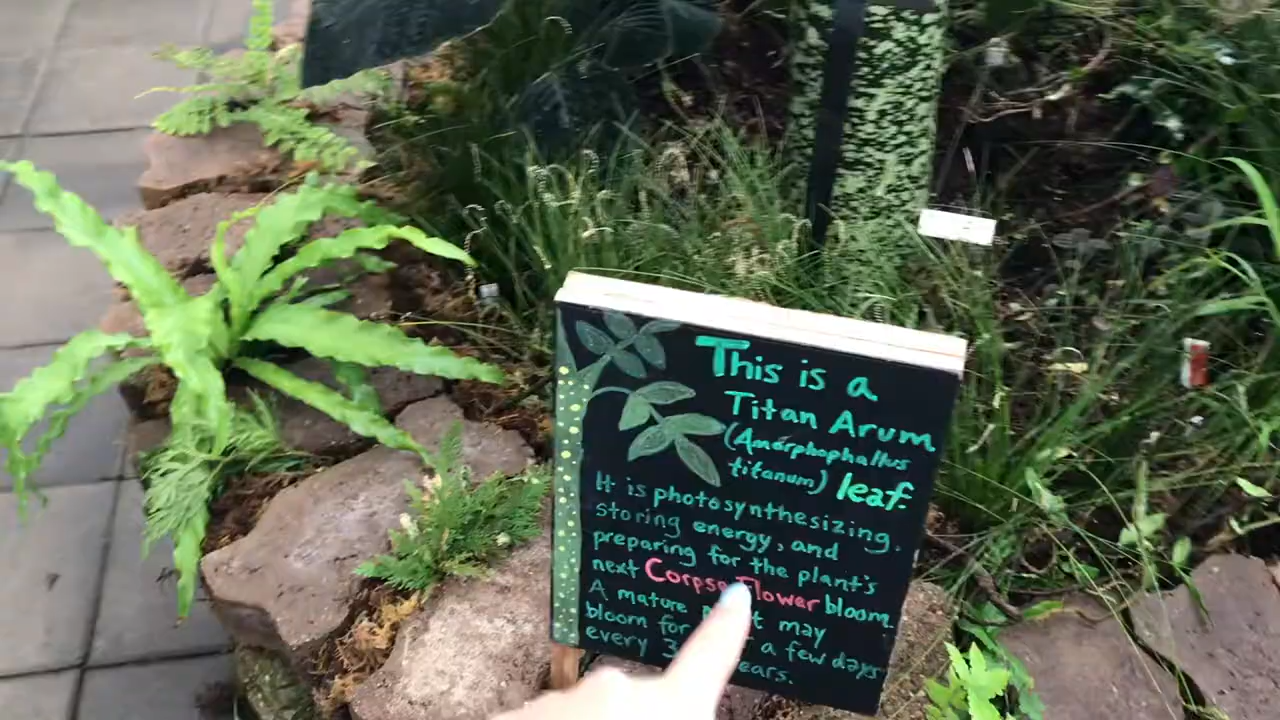 This is a
Titan Arum
(Amorphophallus
titanum) leaf.
It is photosynthesizing,
storing energy, and
preparing for the plant's
next Corpse Flower bloom.
A mature may
bloom for a few days
every